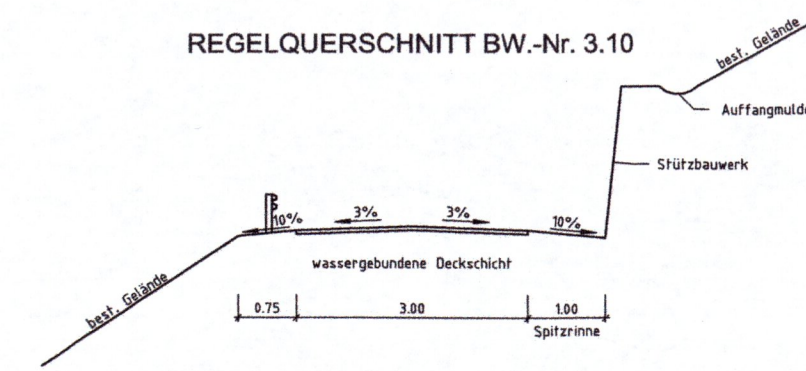 REGELQUERSCHNITT BW.-Nr. 3.10
best. Gelände
Auffangmulde
Stützbauwerk
10%
3%
3%
10%
wassergebundene Deckschicht
best. Gelände
0.75
3.00
1.00
Spitzrinne